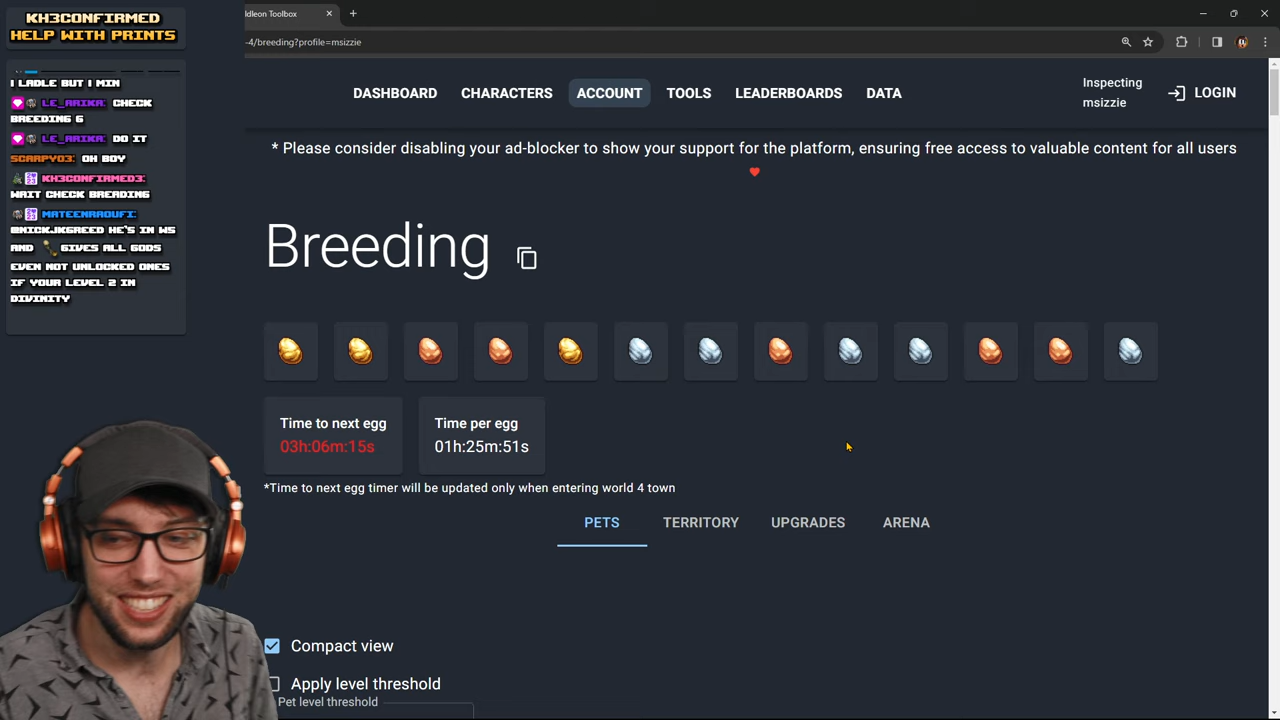 KH3CONFIRMED
HELP WITH PRINTS
I LADLE BUT I MIN
LE_ARIKA: CHECK
BREEDING 6
LE_ARIKA: DO IT
SCARPY03: OH BOY
KH3CONFIRMED3:
WAIT CHECK BREADING
MATEENRAOUFI:
@NICKJKGREED HE'S IN W5
AND GIVES ALL GODS
EVEN NOT UNLOCKED ONES
IF YOUR LEVEL 2 IN
DIVINITY
ldleon Toolbox
-4/breeding?profile=msizzie
DASHBOARD CHARACTERS ACCOUNT TOOLS LEADERBOARDS DATA
Inspecting
msizzie
LOGIN
* Please consider disabling your ad-blocker to show your support for the platform, ensuring free access to valuable content for all users
Breeding
Time to next egg
03h:06m:15s
Time per egg
01h:25m:51s
*Time to next egg timer will be updated only when entering world 4 town
PETS TERRITORY UPGRADES ARENA
Compact view
Apply level threshold
Pet level threshold